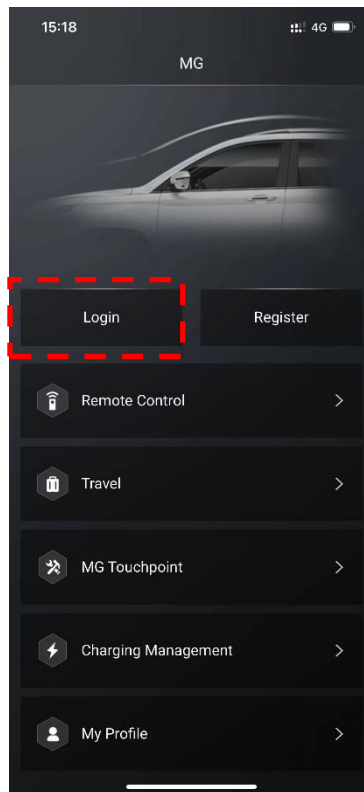 15:18 4G
MG
Login Register
Remote Control
Travel
MG Touchpoint
Charging Management
My Profile